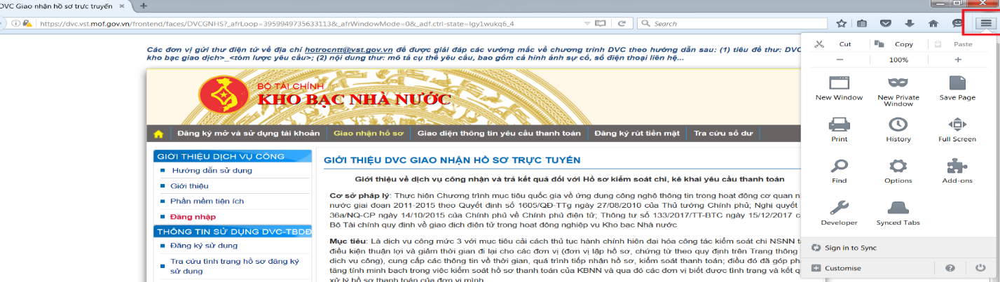 DVC Giao nhận hồ sơ trực tuyến × +
https://dvc.vst.mof.gov.vn/frontend/faces/DVCGNHS?_afrLoop=3959949735633113&_afrWindowMode=0&_adf.ctrl-state=lgy1wukq6_4
Search
Các đơn vị gửi thư điện tử về địa chỉ hotrocntt@vst.gov.vn để được giải đáp các vướng mắc về chương trình DVC theo hướng dẫn sau: (1) tiêu đề thư: DVC
kho bạc giao dịch>_<tóm lược yêu cầu>; (2) nội dung thư: mô tả cụ thể yêu cầu, bao gồm cả hình ảnh sự cố, số điện thoại liên hệ...
BỘ TÀI CHÍNH
KHO BẠC NHÀ NƯỚC
Đăng ký mở và sử dụng tài khoản
Giao nhận hồ sơ
Giao diện thông tin yêu cầu thanh toán
Đăng ký rút tiền mặt
Tra cứu số dư
GIỚI THIỆU DỊCH VỤ CÔNG
Hướng dẫn sử dụng
Giới thiệu
Phần mềm tiện ích
Đăng nhập
THÔNG TIN SỬ DỤNG DVC-TBDĐ
Đăng ký sử dụng
Tra cứu tình trạng hồ sơ đăng ký
sử dụng
GIỚI THIỆU DVC GIAO NHẬN HỒ SƠ TRỰC TUYẾN
Giới thiệu về dịch vụ công nhận và trả kết quả đối với Hồ sơ kiểm soát chi, kê khai yêu cầu thanh toán
Cơ sở pháp lý: Thực hiện Chương trình mục tiêu quốc gia về ứng dụng công nghệ thông tin trong hoạt động cơ quan n
nước giai đoạn 2011-2015 theo Quyết định số 1605/QĐ-TTg ngày 27/08/2010 của Thủ tướng Chính phủ; Nghị quyết
36a/NQ-CP ngày 14/10/2015 của Chính phủ về Chính phủ điện tử; Thông tư số 133/2017/TT-BTC ngày 15/12/2017 c
Bộ Tài chính quy định về giao dịch điện tử trong hoạt động nghiệp vụ Kho bạc Nhà nước
Mục tiêu: Là dịch vụ công mức 3 với mục tiêu cải cách thủ tục hành chính hiện đại hóa công tác kiểm soát chi NSNN t
điều kiện thuận lợi và giảm thời gian đi lại cho các đơn vị (đơn vị lập hồ sơ, chứng từ theo quy định trên Trang thông
dịch vụ công), cung cấp các thông tin về thời gian, quá trình tiếp nhận hồ sơ, kiểm soát thanh toán; điều đó đã góp ph
tăng tính minh bạch trong việc kiểm soát hồ sơ thanh toán của KBNN và qua đó các đơn vị biết được tình trạng và kết q
xử lý hồ sơ thanh toán của đơn vị mình
Cut
Copy
Paste
− 100% +
New Window
New Private
Window
Save Page
Print
History
Full Screen
Find
Options
Add-ons
Developer
Synced Tabs
Sign in to Sync
Customise